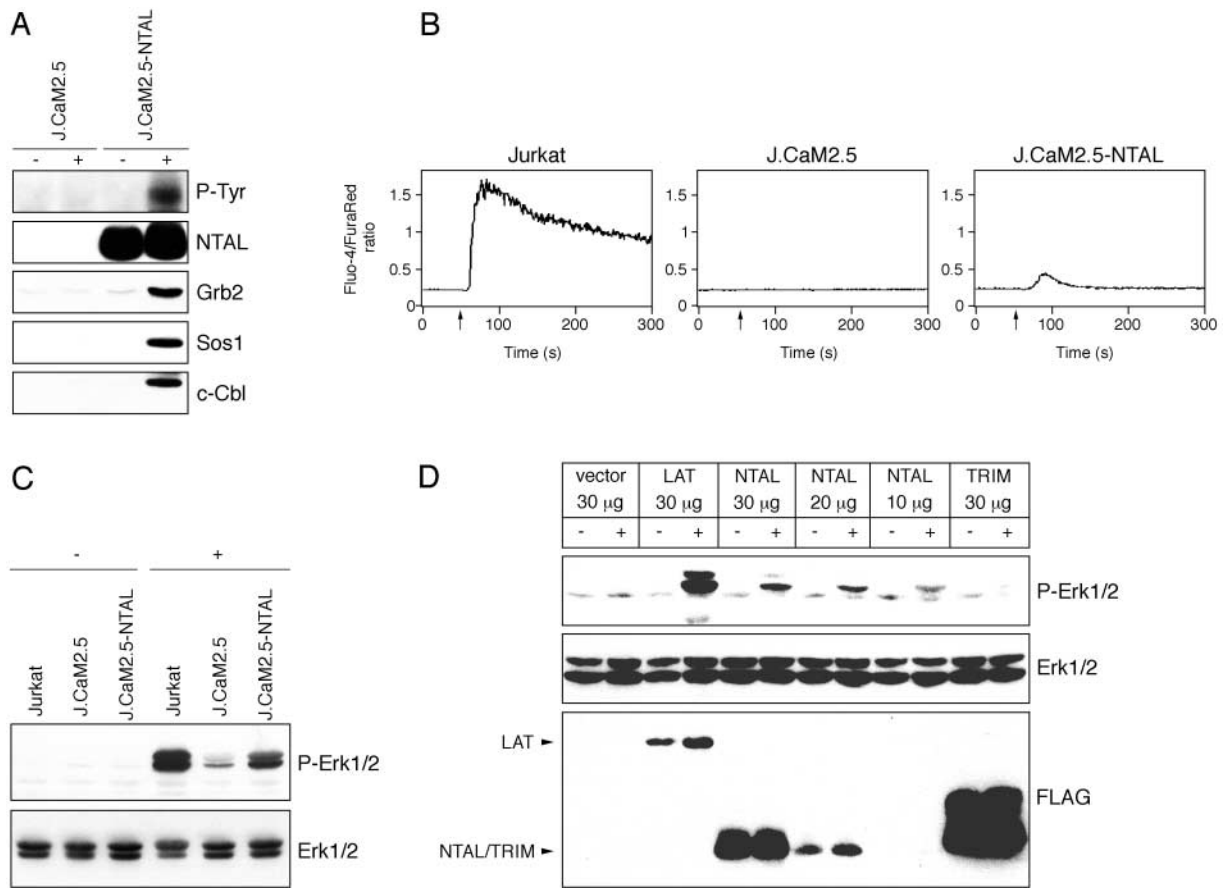 A
J.CaM2.5
J.CaM2.5-NTAL
- + - +
P-Tyr
NTAL
Grb2
Sos1
c-Cbl
B
Jurkat
J.CaM2.5
J.CaM2.5-NTAL
Fluo-4/FuraRed
ratio
1.5
1
0.5
0
0 100 200 300
Time (s)
1.5
1
0.5
0
0 100 200 300
Time (s)
1.5
1
0.5
0
0 100 200 300
Time (s)
C
- +
Jurkat
J.CaM2.5
J.CaM2.5-NTAL
Jurkat
J.CaM2.5
J.CaM2.5-NTAL
P-Erk1/2
Erk1/2
D
vector LAT NTAL NTAL NTAL TRIM
30 μg 30 μg 30 μg 20 μg 10 μg 30 μg
- + - + - + - + - + - +
P-Erk1/2
Erk1/2
LAT
FLAG
NTAL/TRIM